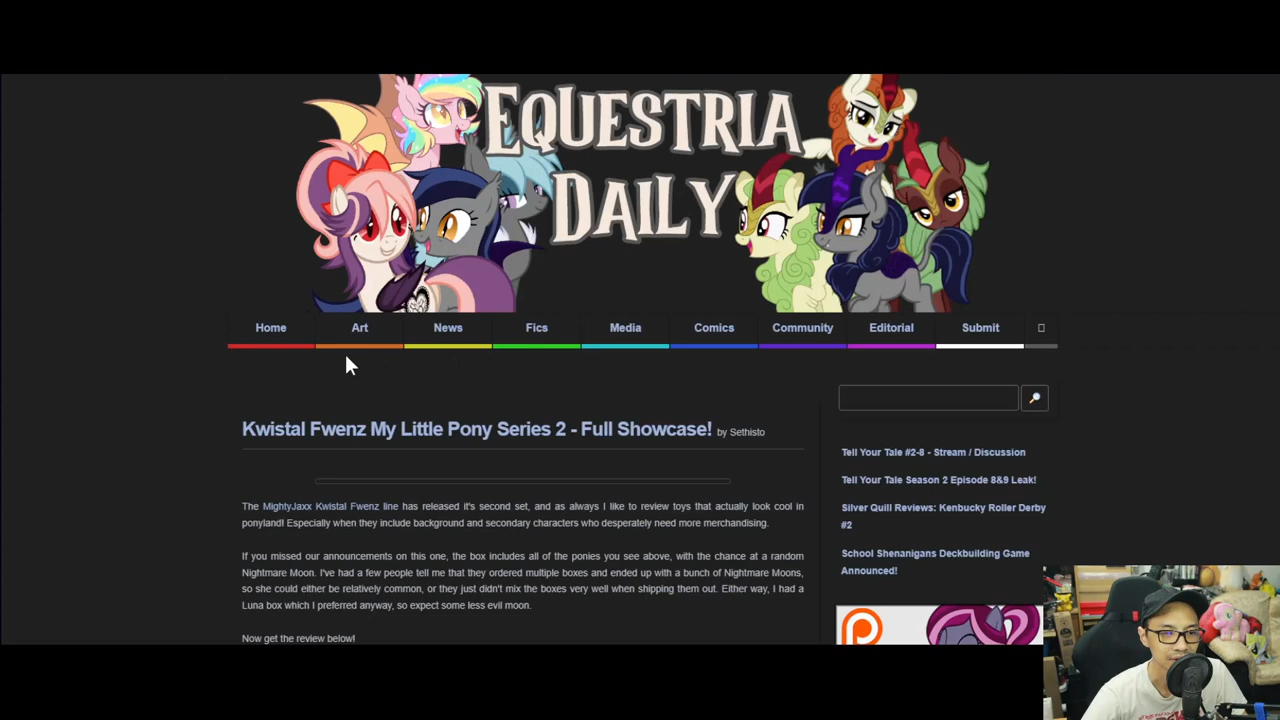 EQUESTRIA
DAILY
Home Art News Fics Media Comics Community Editorial Submit
Kwistal Fwenz My Little Pony Series 2 - Full Showcase! by Sethisto
The MightyJaxx Kwistal Fwenz line has released it's second set, and as always I like to review toys that actually look cool in
ponyland! Especially when they include background and secondary characters who desperately need more merchandising.
If you missed our announcements on this one, the box includes all of the ponies you see above, with the chance at a random
Nightmare Moon. I've had a few people tell me that they ordered multiple boxes and ended up with a bunch of Nightmare Moons,
so she could either be relatively common, or they just didn't mix the boxes very well when shipping them out. Either way, I had a
Luna box which I preferred anyway, so expect some less evil moon.
Now get the review below!
Tell Your Tale #2-8 - Stream / Discussion
Tell Your Tale Season 2 Episode 8&9 Leak!
Silver Quill Reviews: Kenbucky Roller Derby
#2
School Shenanigans Deckbuilding Game
Announced!